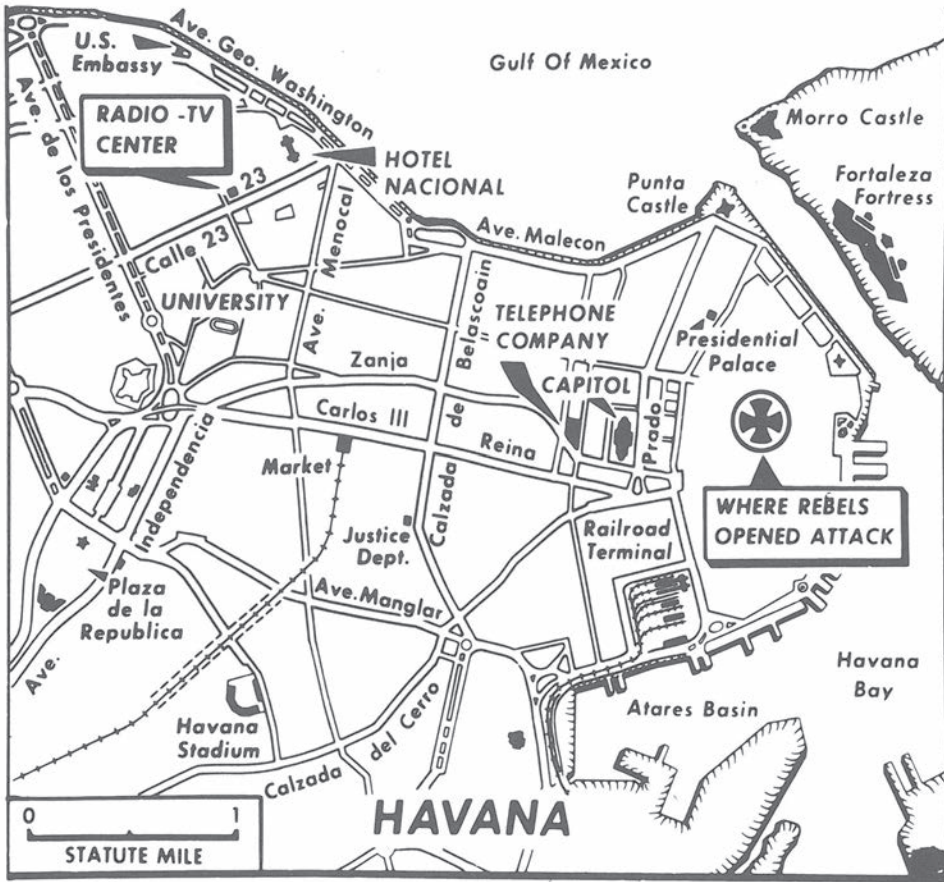 Ave. Geo. Washington
U.S.
Embassy
Gulf Of Mexico
RADIO -TV
CENTER
Ave. de los Presidentes
Morro Castle
23
HOTEL
NACIONAL
Punta
Castle
Fortaleza
Fortress
Calle 23
Ave. Menocal
Ave. Malecon
UNIVERSITY
Calzada de Belascoain
TELEPHONE
COMPANY
Presidential
Palace
Zanja
CAPITOL
Carlos III
Reina
Prado
Market
Ave. Independencia
WHERE REBELS
OPENED ATTACK
Justice
Dept.
Railroad
Terminal
Plaza
de la
Republica
Ave. Manglar
Havana
Bay
Havana
Stadium
Atares Basin
Calzada del Cerro
HAVANA
0 1
STATUTE MILE